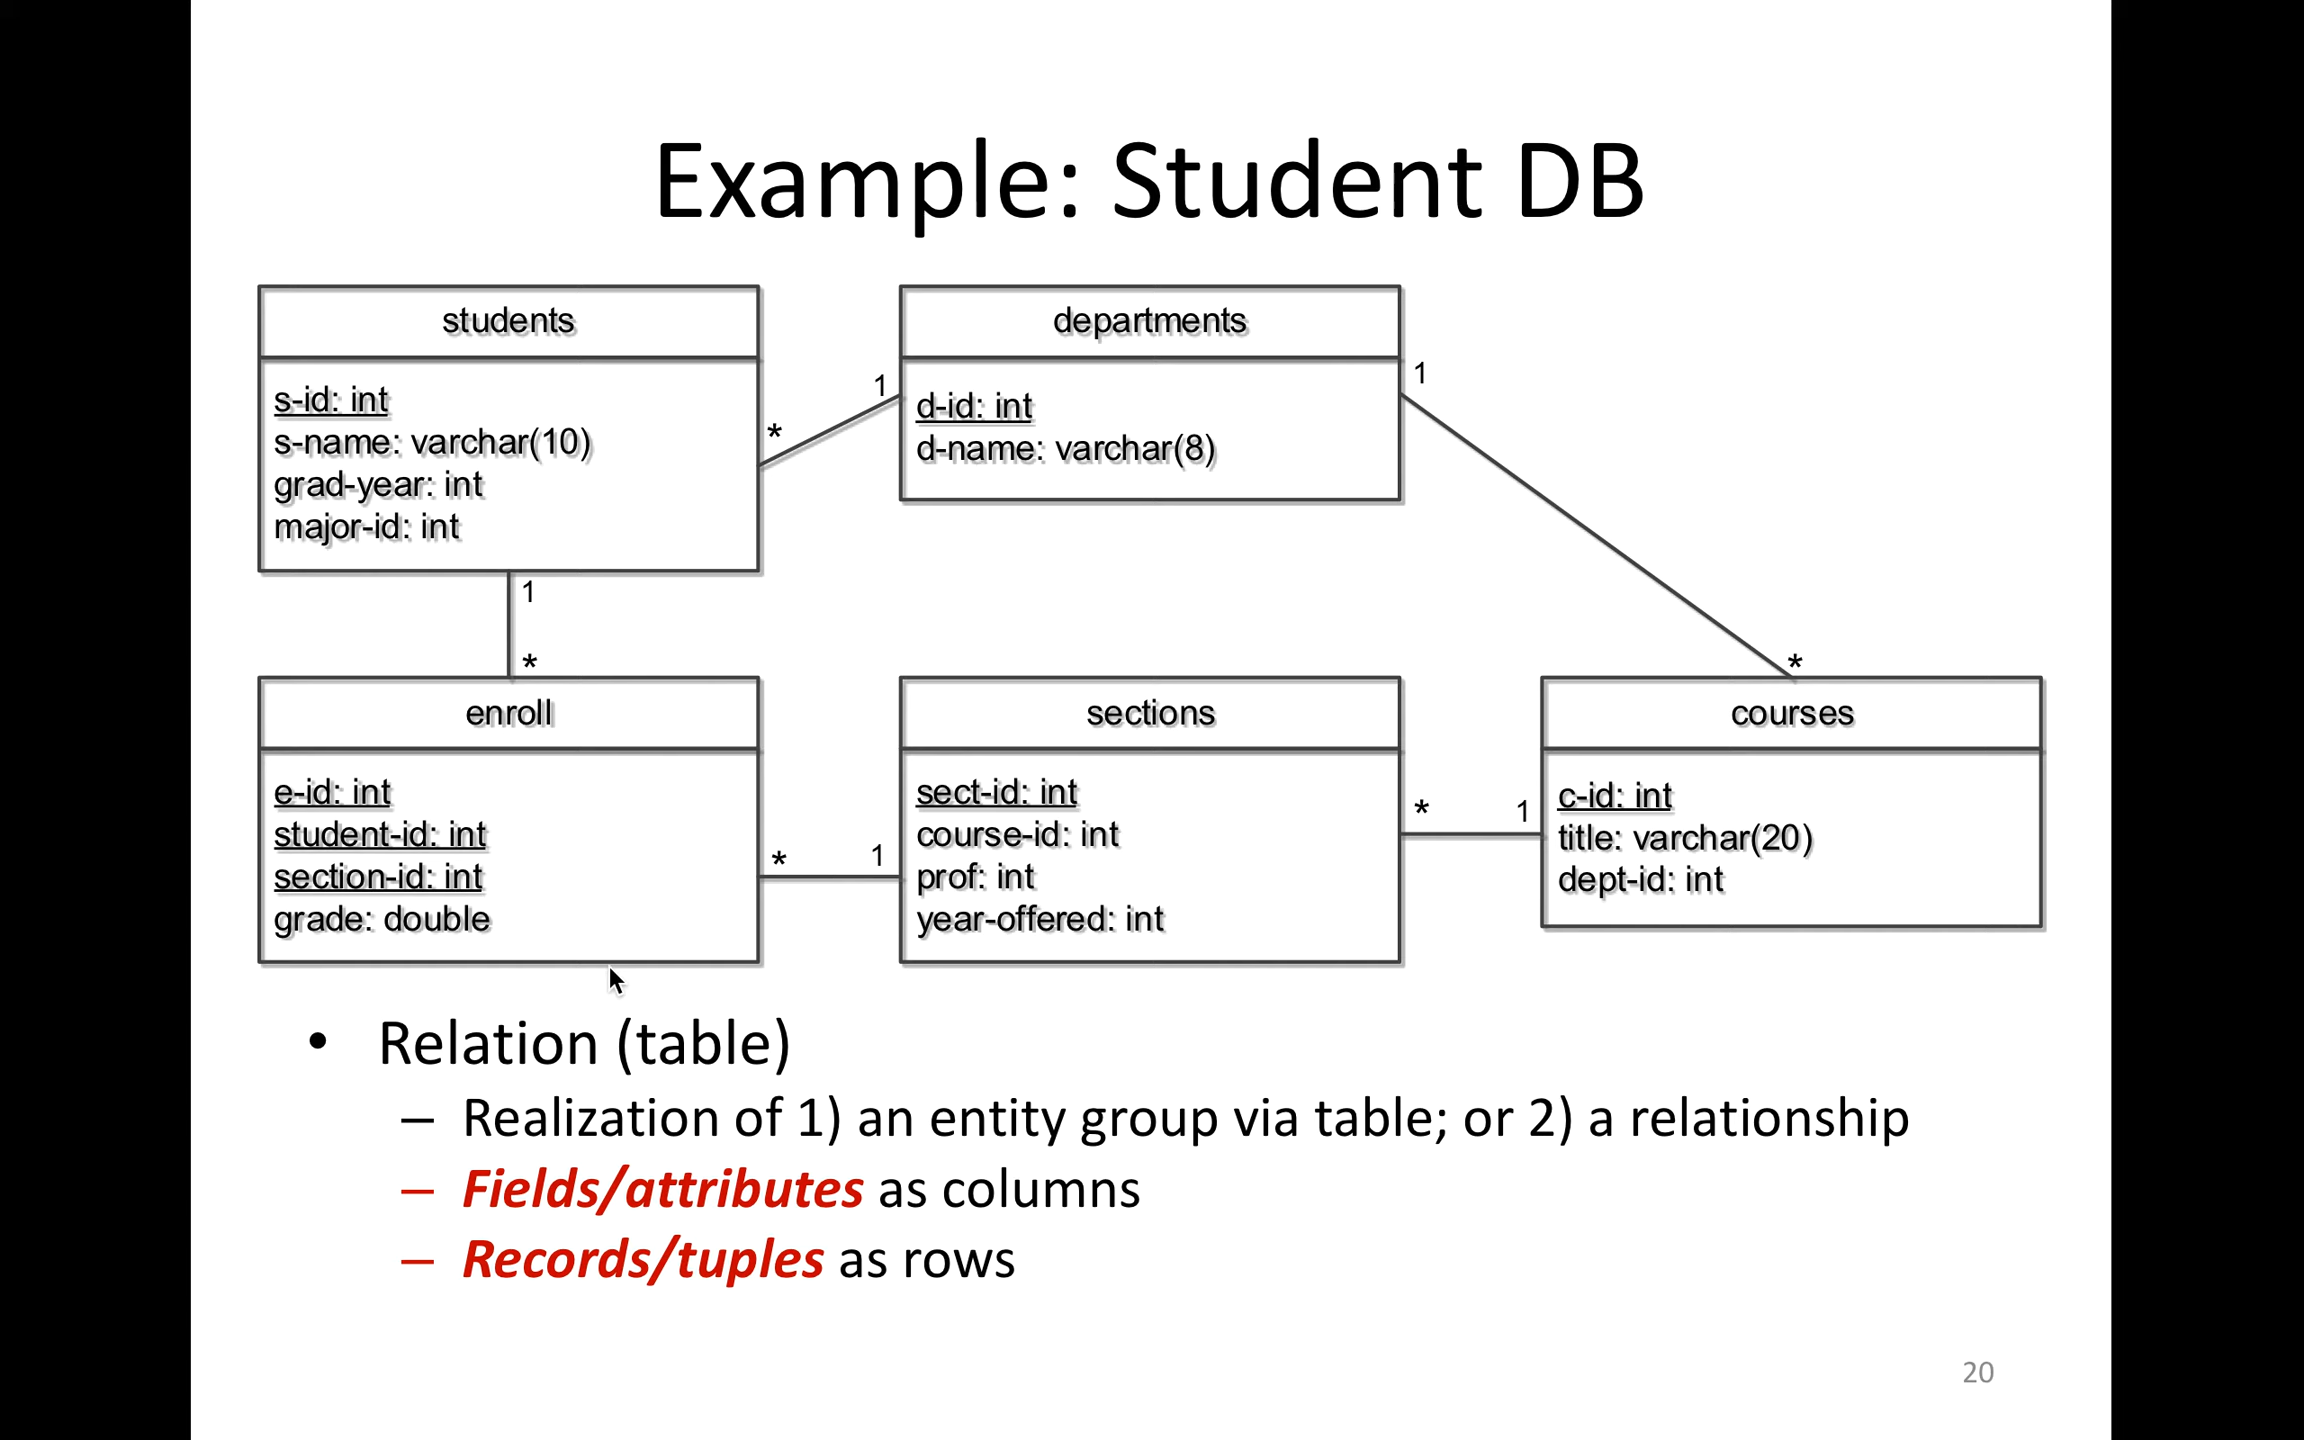 Example: Student DB
students
s-id: int
s-name: varchar(10)
grad-year: int
major-id: int
departments
d-id: int
d-name: varchar(8)
1
*
1
1
*
*
enroll
e-id: int
student-id: int
section-id: int
grade: double
*
1
sections
sect-id: int
course-id: int
prof: int
year-offered: int
*
1
courses
c-id: int
title: varchar(20)
dept-id: int
• Relation (table)
– Realization of 1) an entity group via table; or 2) a relationship
– Fields/attributes as columns
– Records/tuples as rows
20